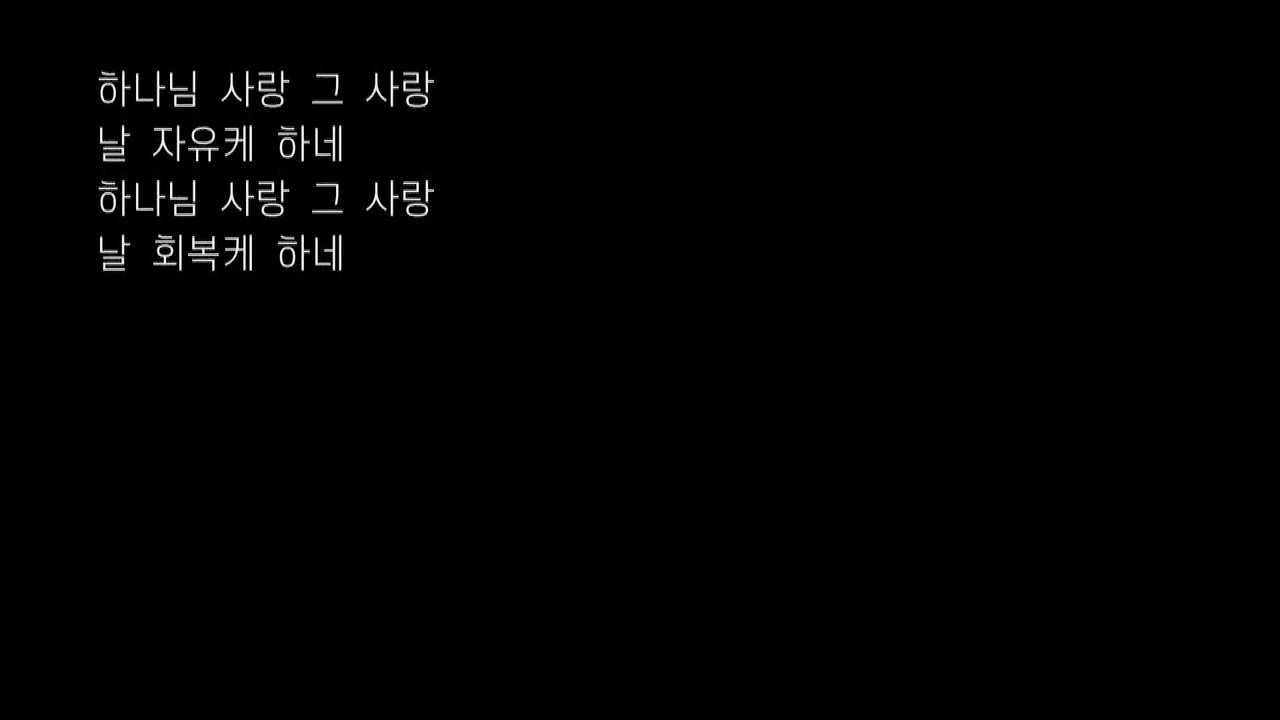 하나님 사랑 그 사랑
날 자유케 하네
하나님 사랑 그 사랑
날 회복케 하네